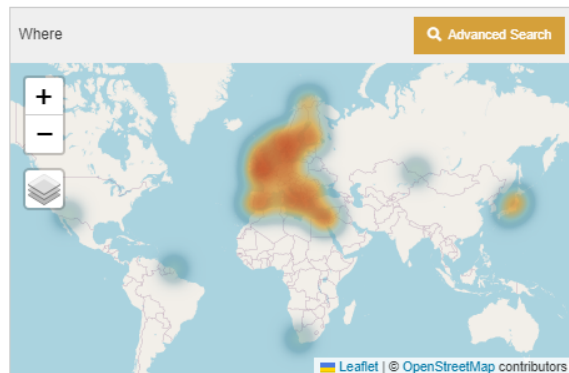 Where
Advanced Search
+
−
Leaflet | © OpenStreetMap contributors